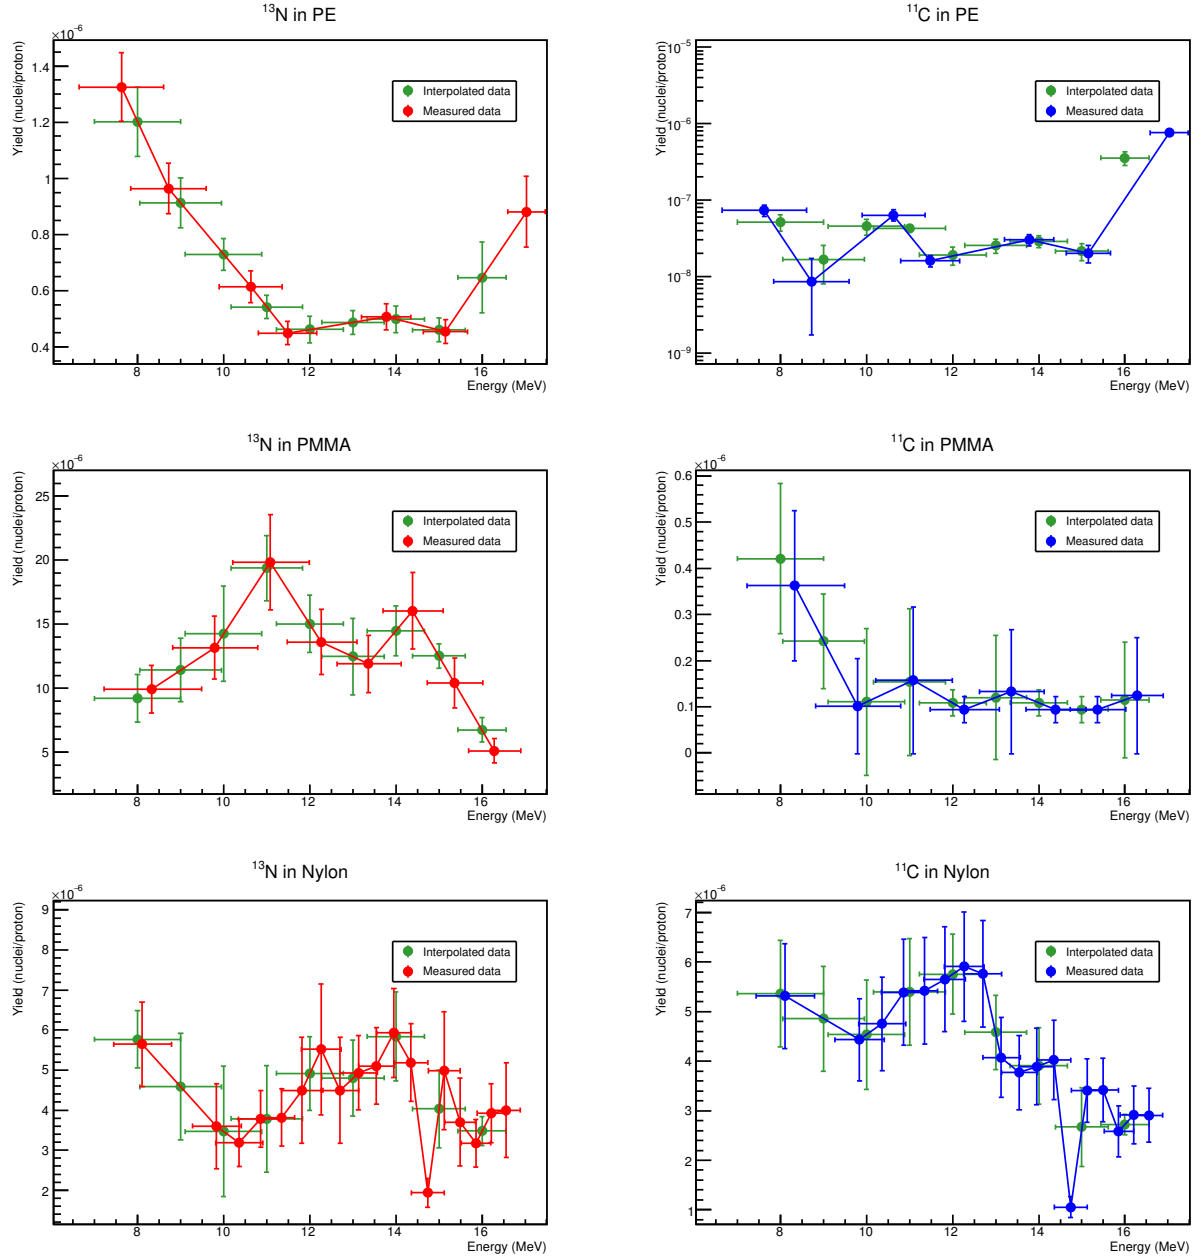 ¹³N in PE
×10⁻⁶
Yield (nuclei/proton)
1.4
1.2
1
0.8
0.6
0.4
Interpolated data
Measured data
8 10 12 14 16
Energy (MeV)
¹¹C in PE
Yield (nuclei/proton)
10⁻⁵
10⁻⁶
10⁻⁷
10⁻⁸
10⁻⁹
Interpolated data
Measured data
8 10 12 14 16
Energy (MeV)
¹³N in PMMA
×10⁻⁶
Yield (nuclei/proton)
25
20
15
10
5
Interpolated data
Measured data
8 10 12 14 16
Energy (MeV)
¹¹C in PMMA
×10⁻⁶
Yield (nuclei/proton)
0.6
0.5
0.4
0.3
0.2
0.1
0
Interpolated data
Measured data
8 10 12 14 16
Energy (MeV)
¹³N in Nylon
×10⁻⁶
Yield (nuclei/proton)
9
8
7
6
5
4
3
2
Interpolated data
Measured data
8 10 12 14 16
Energy (MeV)
¹¹C in Nylon
×10⁻⁶
Yield (nuclei/proton)
7
6
5
4
3
2
1
Interpolated data
Measured data
8 10 12 14 16
Energy (MeV)